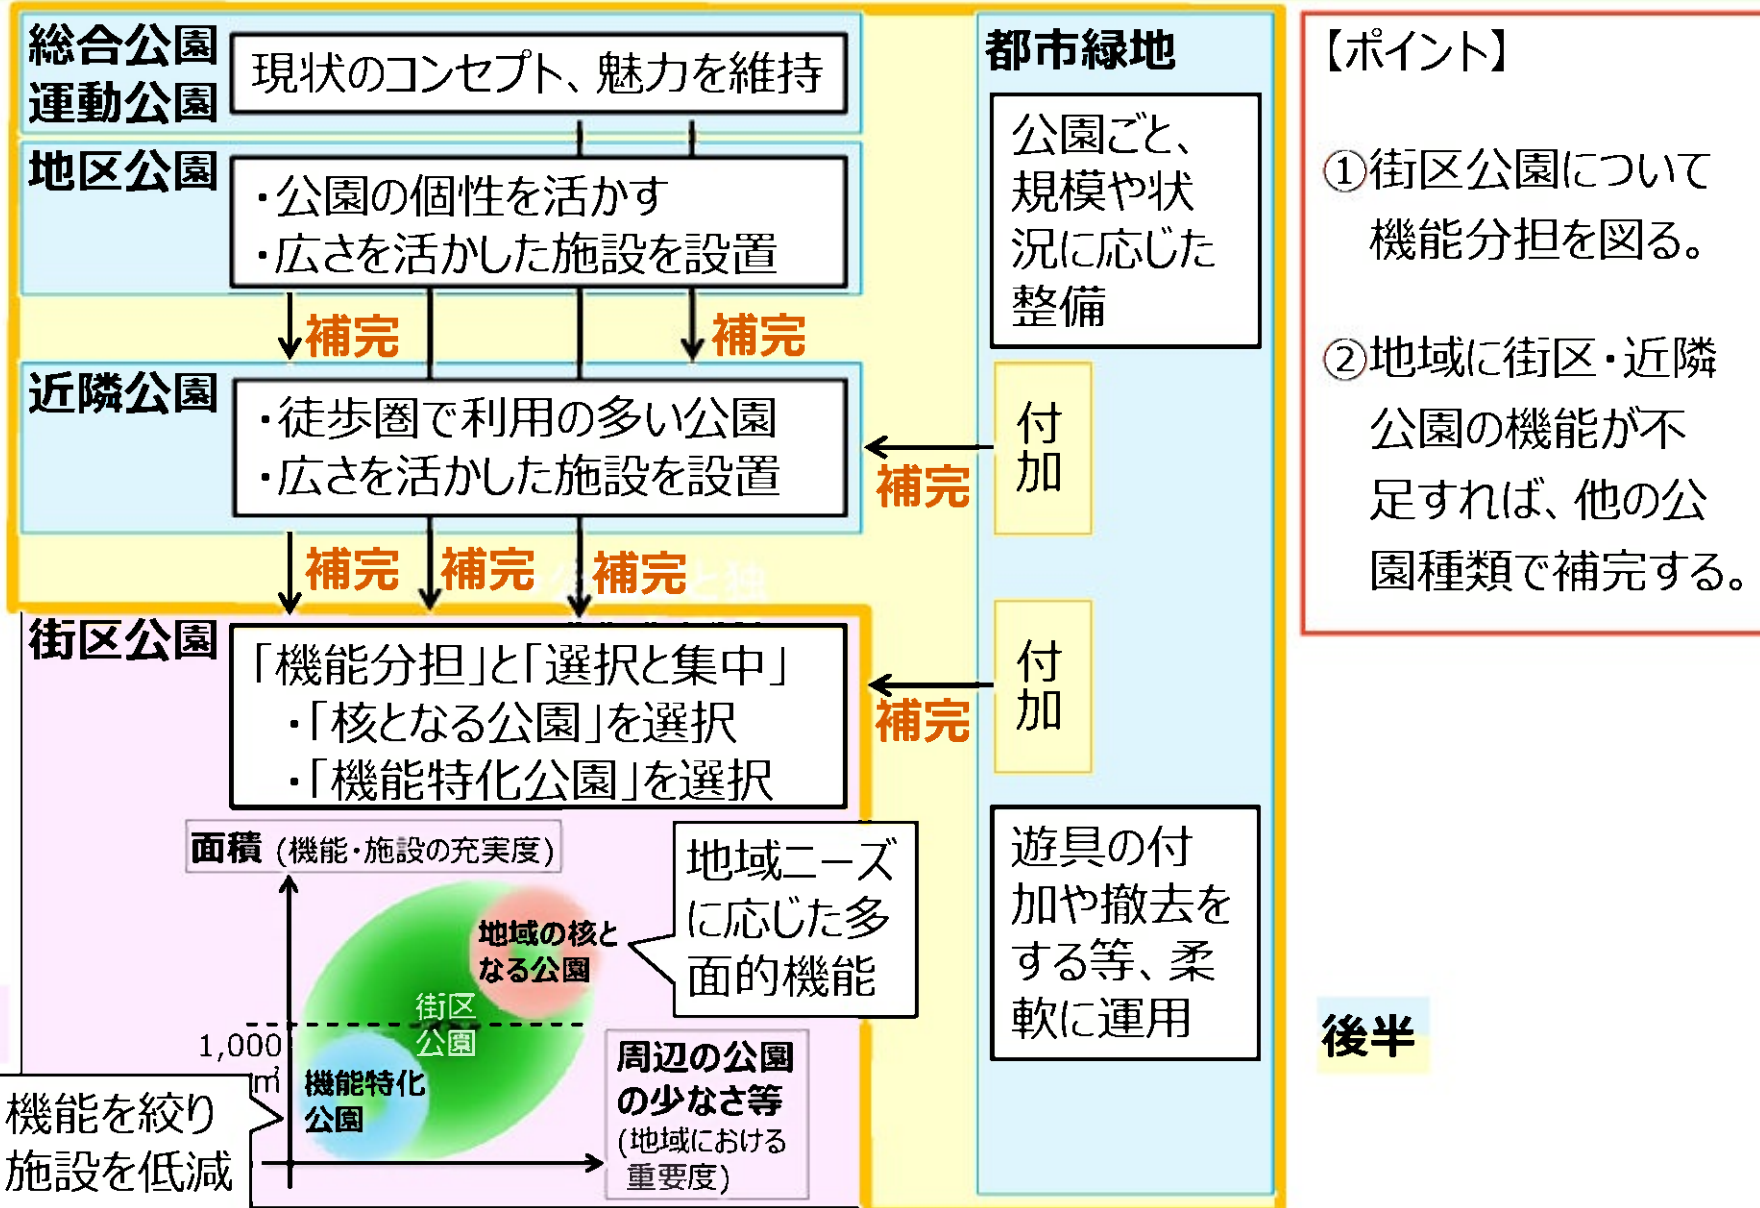 総合公園
運動公園
現状のコンセプト、魅力を維持
地区公園
・公園の個性を活かす
・広さを活かした施設を設置
補完
補完
近隣公園
・徒歩圏で利用の多い公園
・広さを活かした施設を設置
補完
補完
補完
街区公園
「機能分担」と「選択と集中」
・「核となる公園」を選択
・「機能特化公園」を選択
面積 (機能・施設の充実度)
地域の核と
なる公園
街区
公園
1,000
㎡
機能特化
公園
周辺の公園
の少なさ等
(地域における
重要度)
地域ニーズ
に応じた多
面的機能
機能を絞り
施設を低減
都市緑地
公園ごと、
規模や状
況に応じた
整備
付
加
補完
付
加
補完
遊具の付
加や撤去を
する等、柔
軟に運用
【ポイント】
①街区公園について
機能分担を図る。
②地域に街区・近隣
公園の機能が不
足すれば、他の公
園種類で補完する。
後半